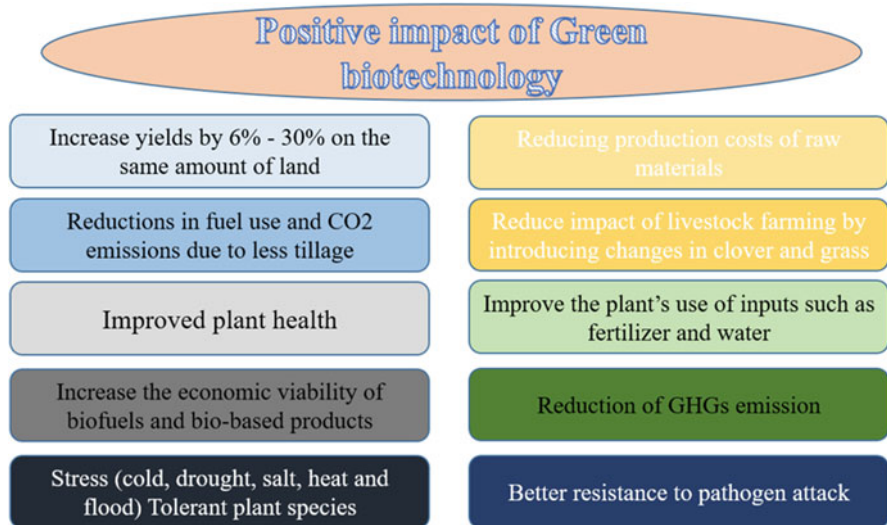 Positive impact of Green
biotechnology
Increase yields by 6% - 30% on the
same amount of land
Reductions in fuel use and CO2
emissions due to less tillage
Improved plant health
Increase the economic viability of
biofuels and bio-based products
Stress (cold, drought, salt, heat and
flood) Tolerant plant species
Reducing production costs of raw
materials
Reduce impact of livestock farming by
introducing changes in clover and grass
Improve the plant’s use of inputs such as
fertilizer and water
Reduction of GHGs emission
Better resistance to pathogen attack